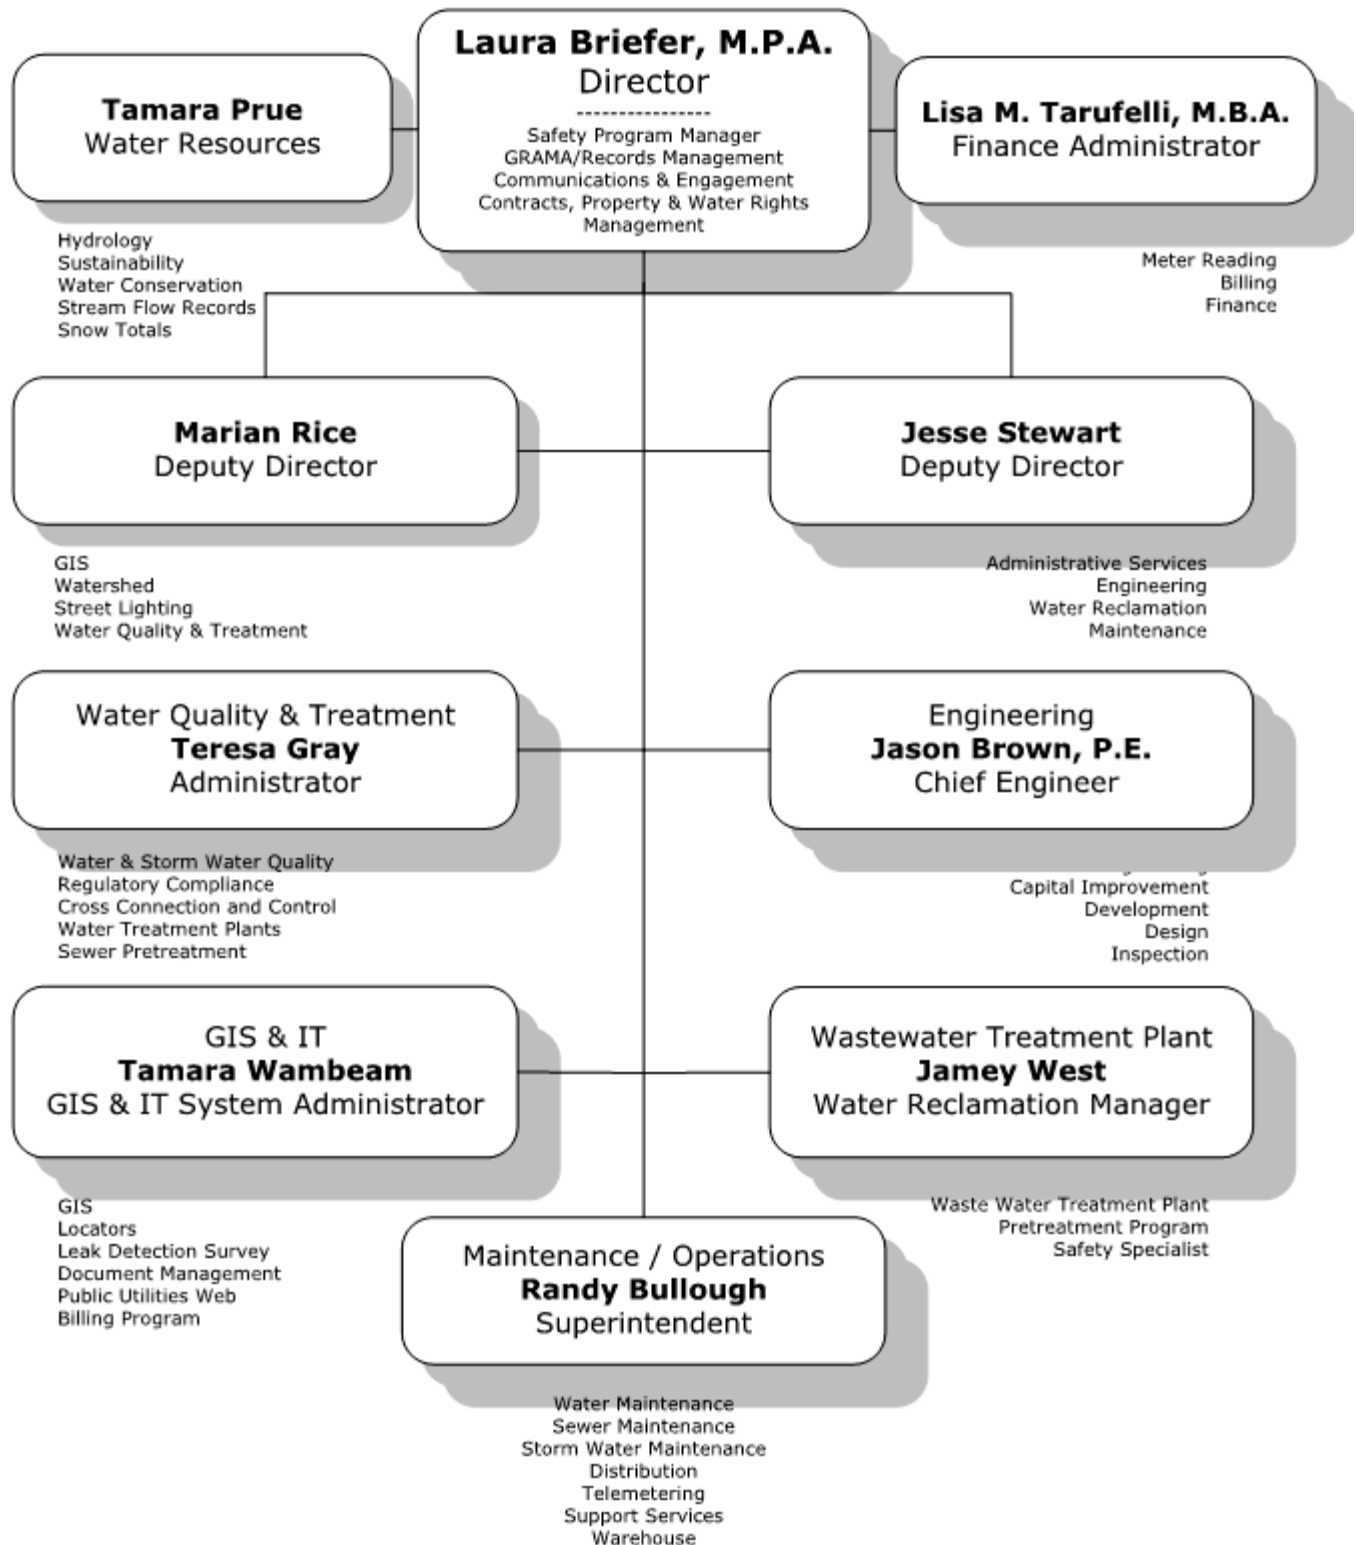 Laura Briefer, M.P.A.
Director
----------------
Safety Program Manager
GRAMA/Records Management
Communications & Engagement
Contracts, Property & Water Rights
Management
Tamara Prue
Water Resources
Hydrology
Sustainability
Water Conservation
Stream Flow Records
Snow Totals
Lisa M. Tarufelli, M.B.A.
Finance Administrator
Meter Reading
Billing
Finance
Marian Rice
Deputy Director
GIS
Watershed
Street Lighting
Water Quality & Treatment
Jesse Stewart
Deputy Director
Administrative Services
Engineering
Water Reclamation
Maintenance
Water Quality & Treatment
Teresa Gray
Administrator
Water & Storm Water Quality
Regulatory Compliance
Cross Connection and Control
Water Treatment Plants
Sewer Pretreatment
Engineering
Jason Brown, P.E.
Chief Engineer
Capital Improvement
Development
Design
Inspection
GIS & IT
Tamara Wambeam
GIS & IT System Administrator
GIS
Locators
Leak Detection Survey
Document Management
Public Utilities Web
Billing Program
Wastewater Treatment Plant
Jamey West
Water Reclamation Manager
Waste Water Treatment Plant
Pretreatment Program
Safety Specialist
Maintenance / Operations
Randy Bullough
Superintendent
Water Maintenance
Sewer Maintenance
Storm Water Maintenance
Distribution
Telemetering
Support Services
Warehouse